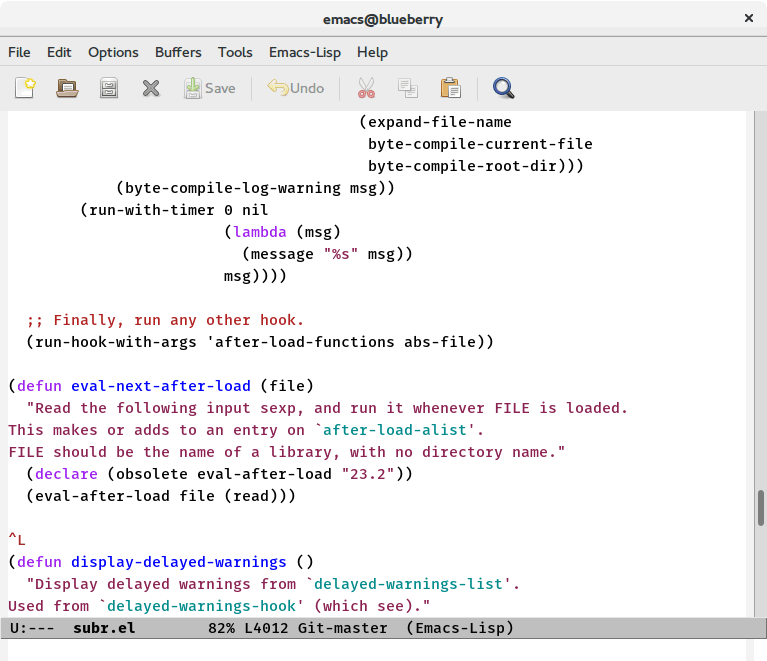 emacs@blueberry ×
File Edit Options Buffers Tools Emacs-Lisp Help
Save Undo
                                       (expand-file-name
                                        byte-compile-current-file
                                        byte-compile-root-dir)))
            (byte-compile-log-warning msg))
        (run-with-timer 0 nil
                        (lambda (msg)
                          (message "%s" msg))
                        msg))))

  ;; Finally, run any other hook.
  (run-hook-with-args 'after-load-functions abs-file))

(defun eval-next-after-load (file)
  "Read the following input sexp, and run it whenever FILE is loaded.
This makes or adds to an entry on `after-load-alist'.
FILE should be the name of a library, with no directory name."
  (declare (obsolete eval-after-load "23.2"))
  (eval-after-load file (read)))

^L
(defun display-delayed-warnings ()
  "Display delayed warnings from `delayed-warnings-list'.
Used from `delayed-warnings-hook' (which see)."
U:---  subr.el        82% L4012 Git-master  (Emacs-Lisp)